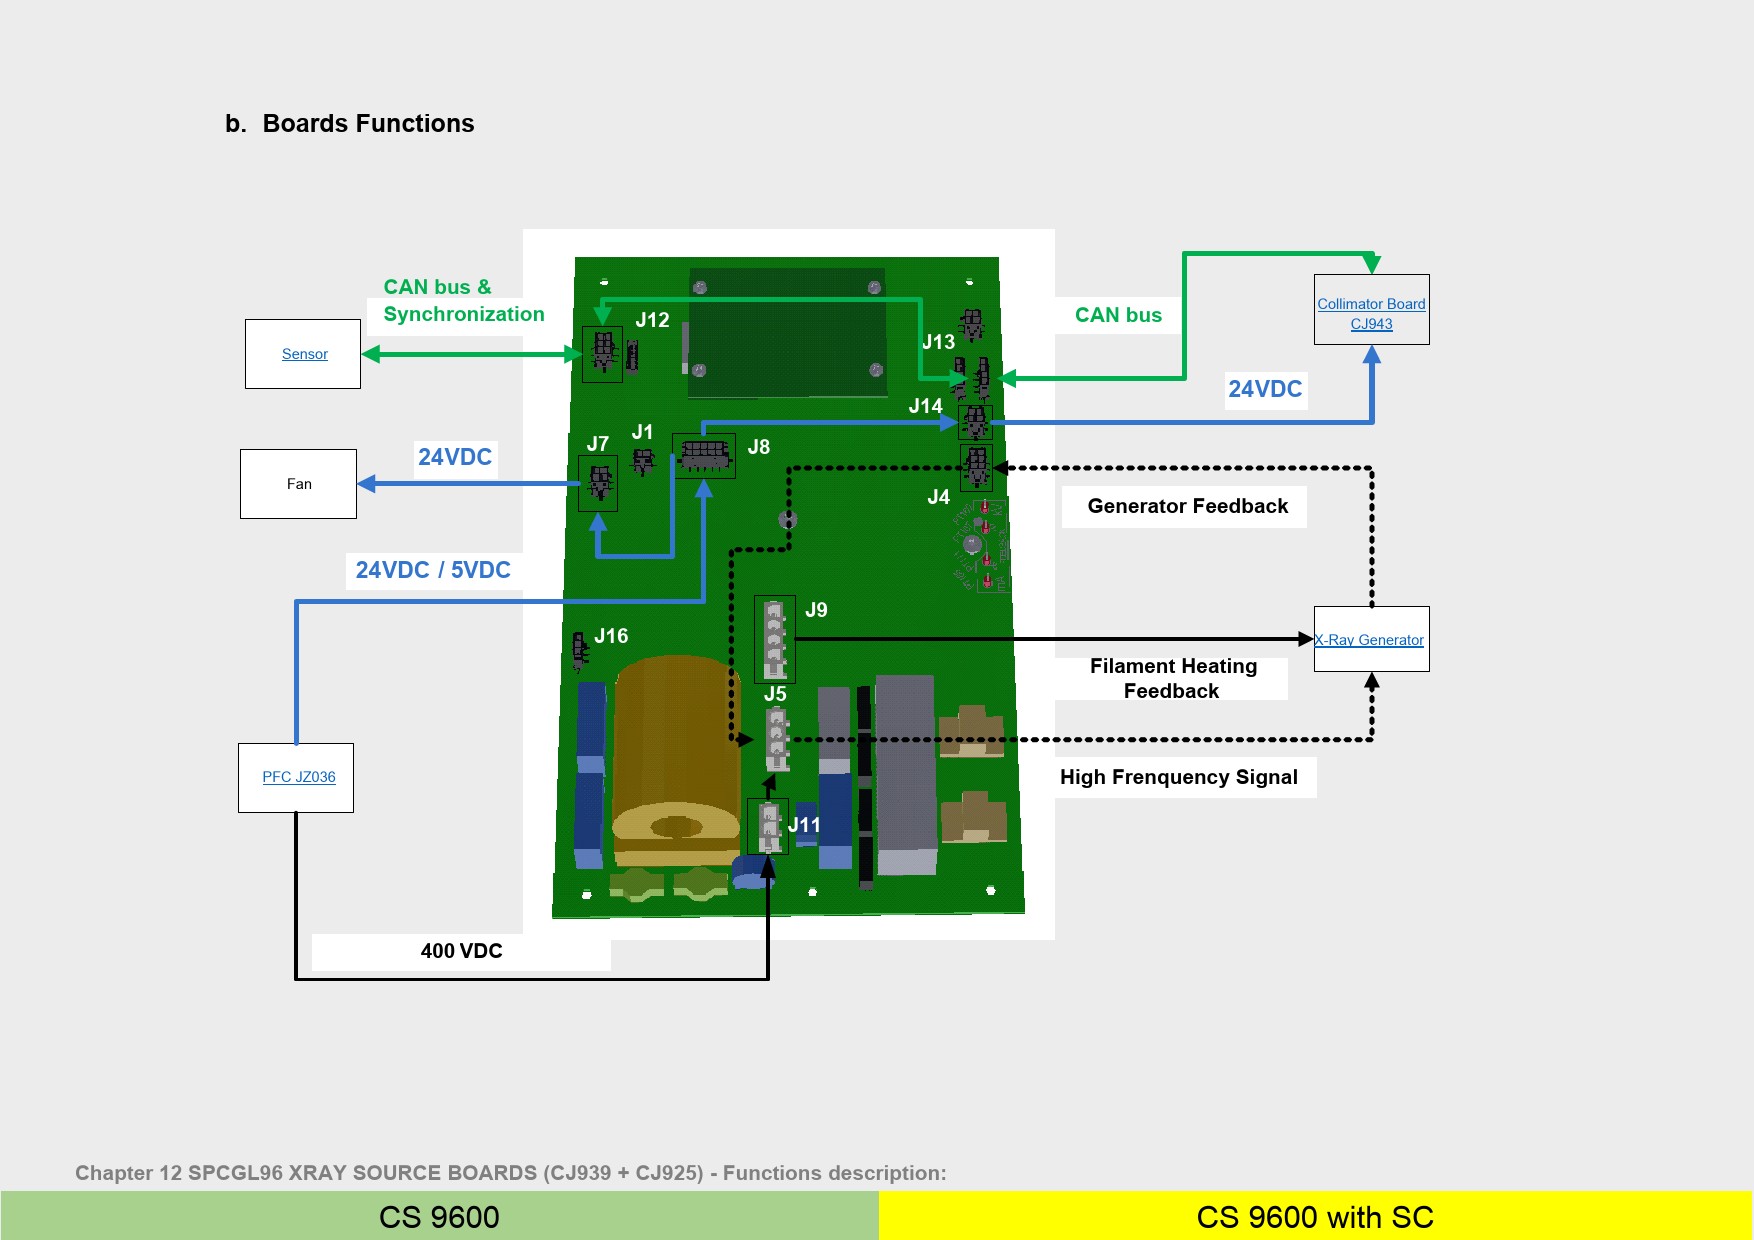 b. Boards Functions
CAN bus &
Synchronization
Sensor
J12
J13
CAN bus
Collimator Board
CJ943
24VDC
J14
J1
J7
J8
24VDC
Fan
J4
Generator Feedback
24VDC / 5VDC
J9
J16
X-Ray Generator
Filament Heating
Feedback
J5
PFC JZ036
High Frenquency Signal
J11
400 VDC
Chapter 12 SPCGL96 XRAY SOURCE BOARDS (CJ939 + CJ925) - Functions description:
CS 9600
CS 9600 with SC